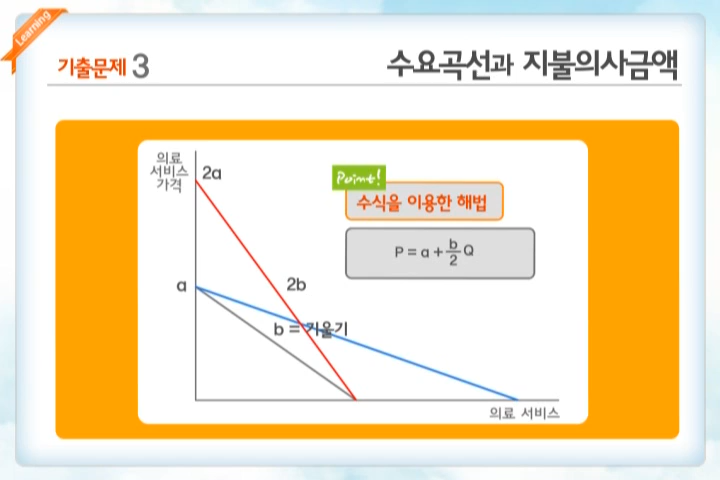 Learning
기출문제 3
수요곡선과 지불의사금액
의료
서비스
가격
2a
Point!
수식을 이용한 해법
P = a + b/2 Q
a
2b
b = 기울기
의료 서비스